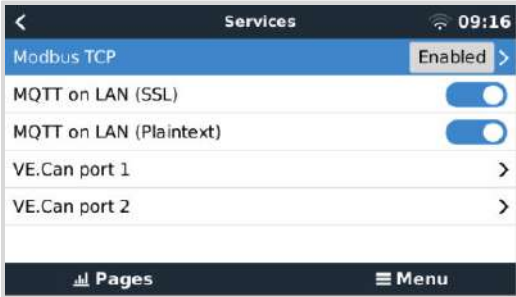 Services 09:16
Modbus TCP Enabled
MQTT on LAN (SSL)
MQTT on LAN (Plaintext)
VE.Can port 1
VE.Can port 2
Pages Menu